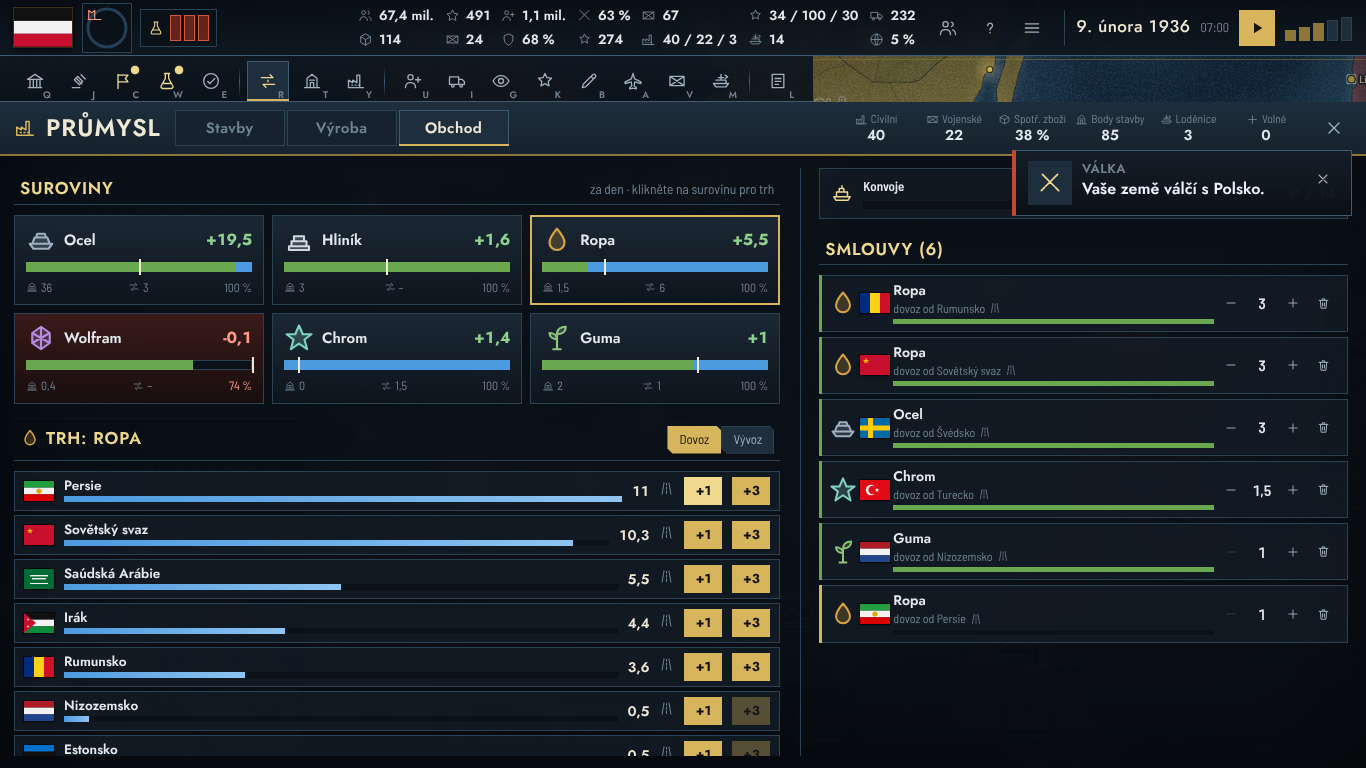 67,4 mil. 491 1,1 mil. 63 % 67 34 / 100 / 30 232
114 24 68 % 274 40 / 22 / 3 14 5 %
? 9. února 1936 07:00
Q J C W E R T Y U I G K B A V M L
PRŮMYSL Stavby Výroba Obchod
Civilní Vojenské Spotř. zboží Body stavby Loděnice Volné
40 22 38 % 85 3 0
VÁLKA
Vaše země válčí s Polsko.
SUROVINY za den · klikněte na surovinu pro trh
Ocel +19,5 Hliník +1,6 Ropa +5,5
36 3 100 % 3 – 100 % 1,5 6 100 %
Wolfram -0,1 Chrom +1,4 Guma +1
0,4 – 74 % 0 1,5 100 % 2 1 100 %
TRH: ROPA Dovoz Vývoz
Persie 11 +1 +3
Sovětský svaz 10,3 +1 +3
Saúdská Arábie 5,5 +1 +3
Irák 4,4 +1 +3
Rumunsko 3,6 +1 +3
Nizozemsko 0,5 +1 +3
Estonsko 0,5 +1 +3
Konvoje
SMLOUVY (6)
Ropa
dovoz od Rumunsko − 3 +
Ropa
dovoz od Sovětský svaz − 3 +
Ocel
dovoz od Švédsko − 3 +
Chrom
dovoz od Turecko − 1,5 +
Guma
dovoz od Nizozemsko − 1 +
Ropa
dovoz od Persie − 1 +